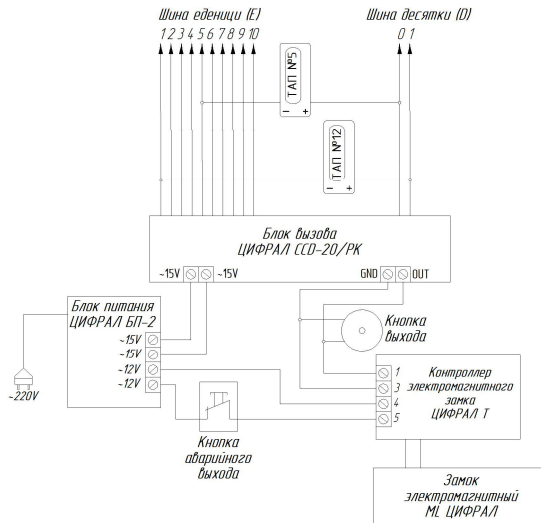 Шина еденици (Е)
Шина десятки (D)
1 2 3 4 5 6 7 8 9 10
0 1
ТАП №5
– +
ТАП №12
– +
Блок вызова
ЦИФРАЛ CCD-20/РК
~15V
~15V
GND
OUT
Блок питания
ЦИФРАЛ БП-2
~15V
~15V
~12V
~12V
~220V
Кнопка
выхода
Кнопка
аварийного
выхода
1
3
4
5
Контроллер
электромагнитного
замка
ЦИФРАЛ Т
Замок
электромагнитный
ML ЦИФРАЛ